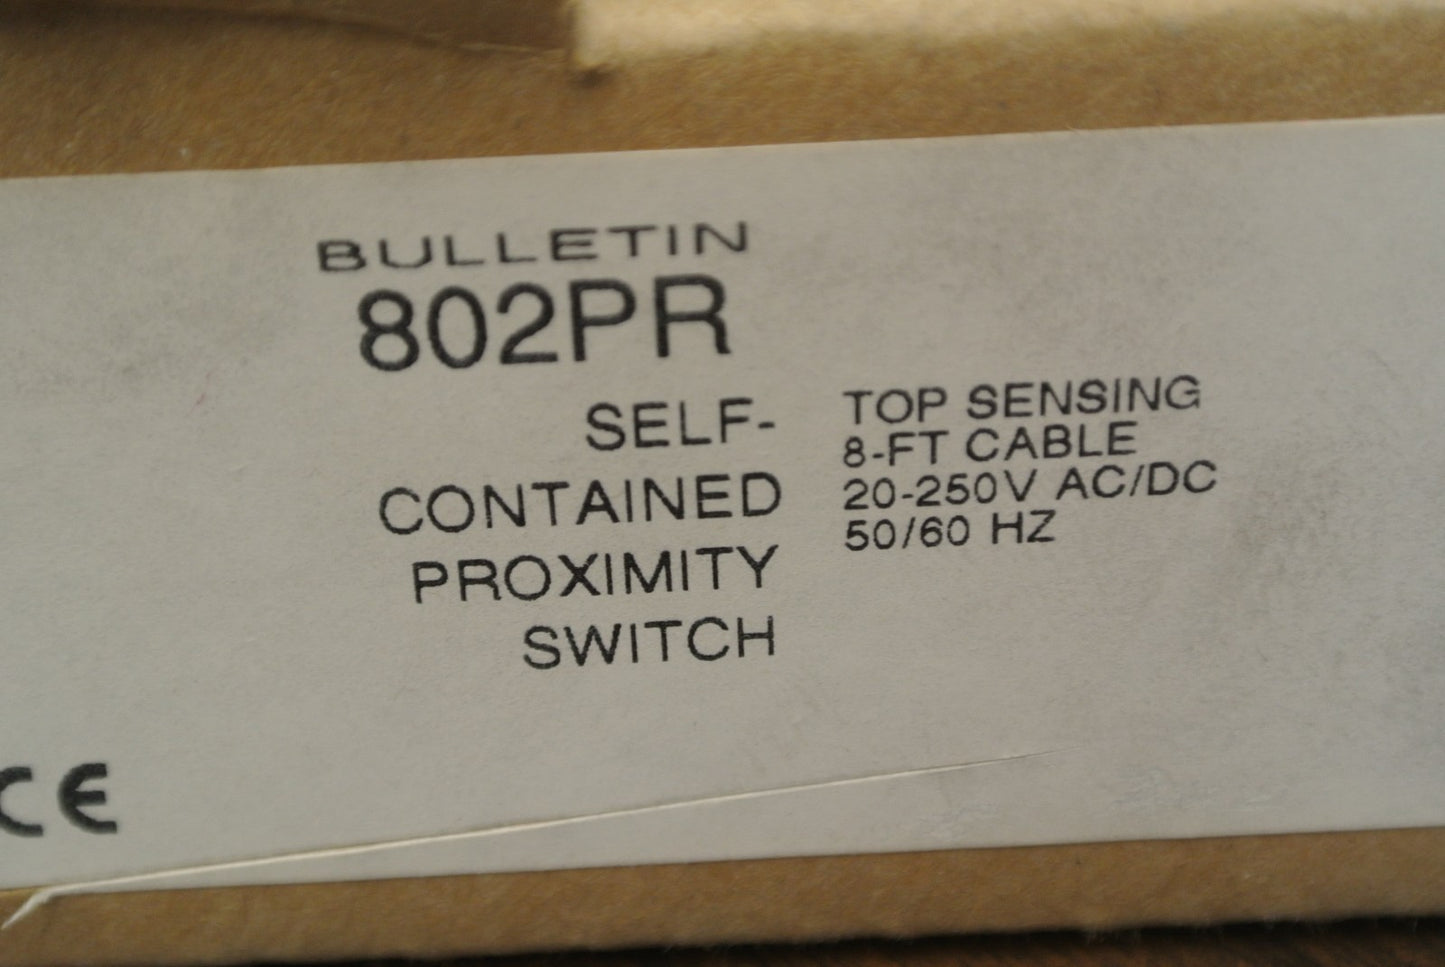 BULLETIN
802PR
SELF-
CONTAINED
PROXIMITY
SWITCH
TOP SENSING
8-FT CABLE
20-250V AC/DC
50/60 HZ
CE